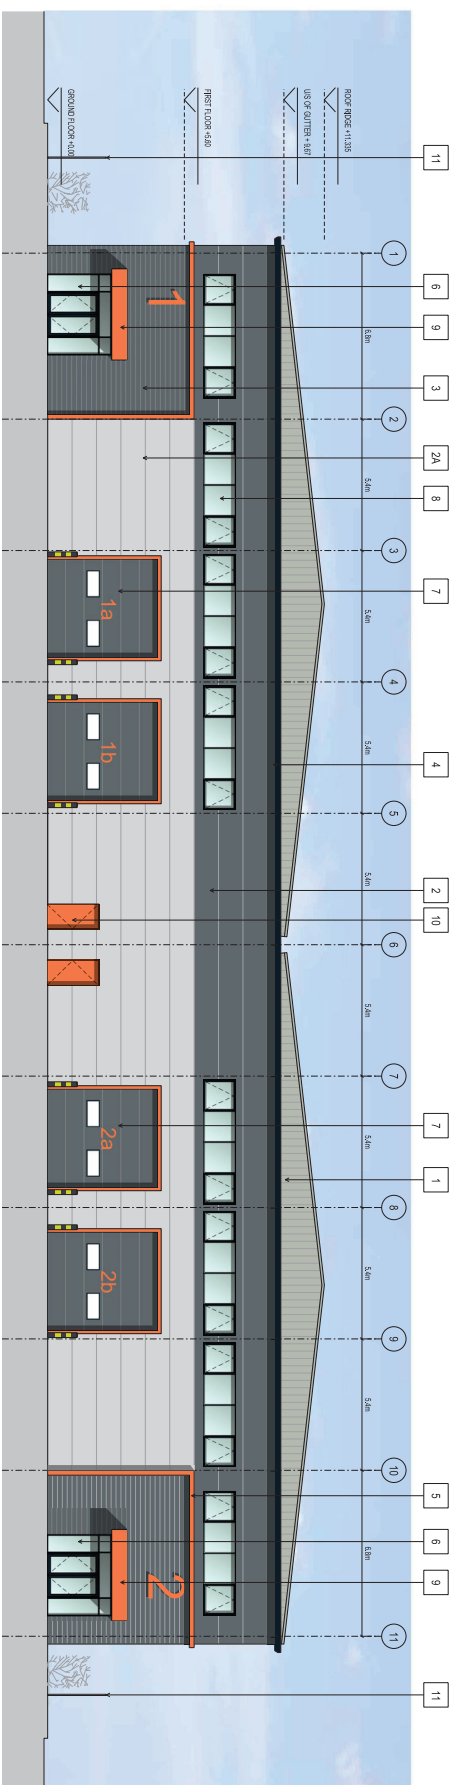 11 6 9 3 2A 8 7 4 2 10 7 1 5 6 9 11
1 2 3 4 5 6 7 8 9 10 11
6.8m 5.4m 5.4m 5.4m 5.4m 5.4m 5.4m 5.4m 5.4m 6.8m
ROOF RIDGE +11.335
U/S OF GUTTER + 9.67
FIRST FLOOR +5.60
1 2
1a 1b 2a 2b
GROUND FLOOR +0.00